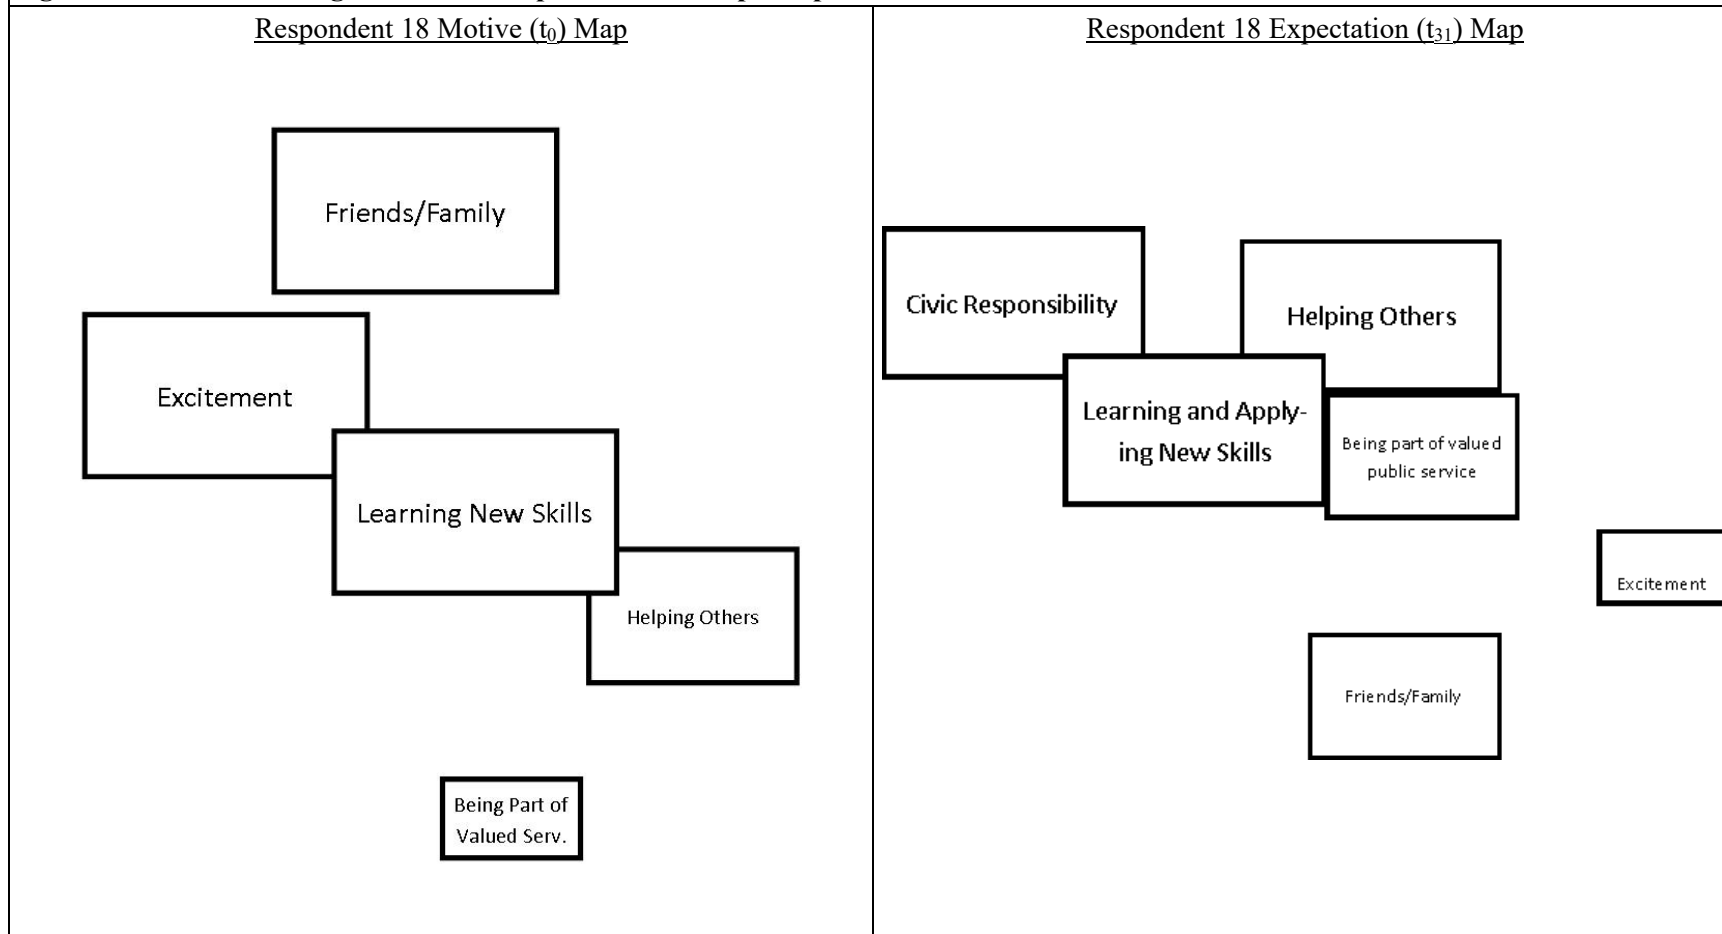 Respondent 18 Motive (t0) Map
Friends/Family
Excitement
Learning New Skills
Helping Others
Being Part of
Valued Serv.
Respondent 18 Expectation (t31) Map
Civic Responsibility
Helping Others
Learning and Apply-
ing New Skills
Being part of valued
public service
Excitement
Friends/Family